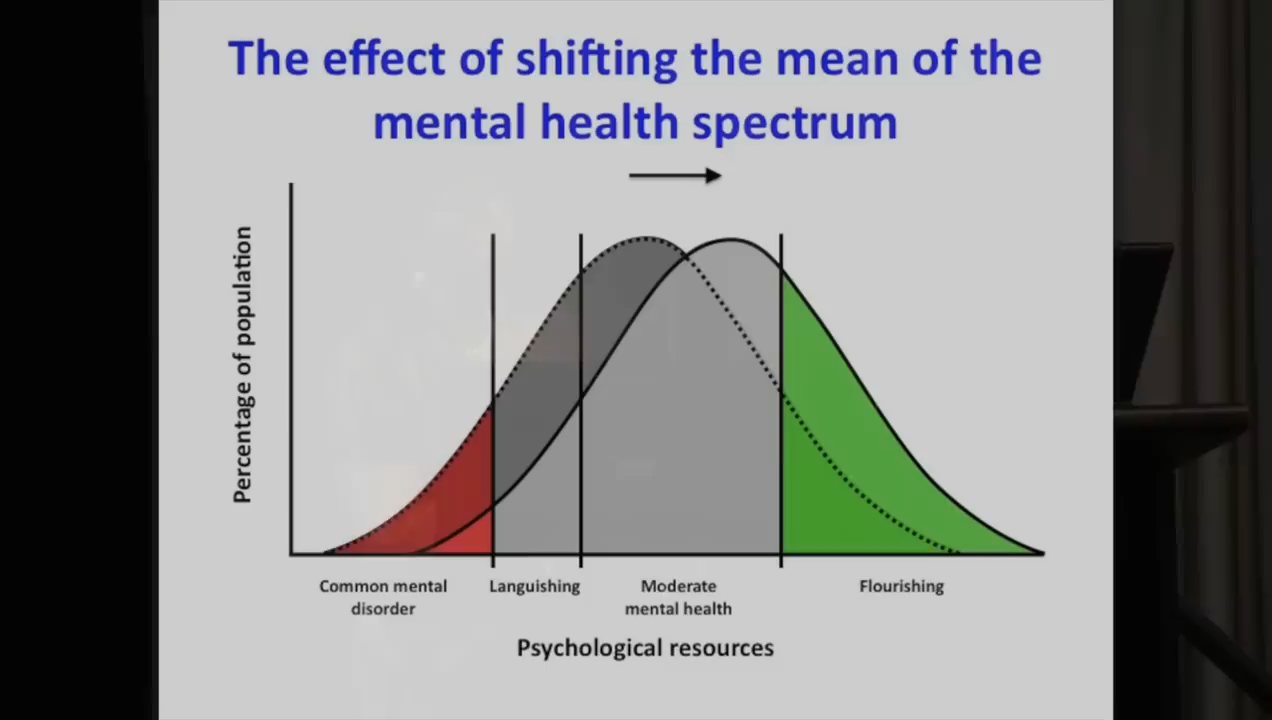 The effect of shifting the mean of the
mental health spectrum
Percentage of population
Common mental
disorder
Languishing
Moderate
mental health
Flourishing
Psychological resources